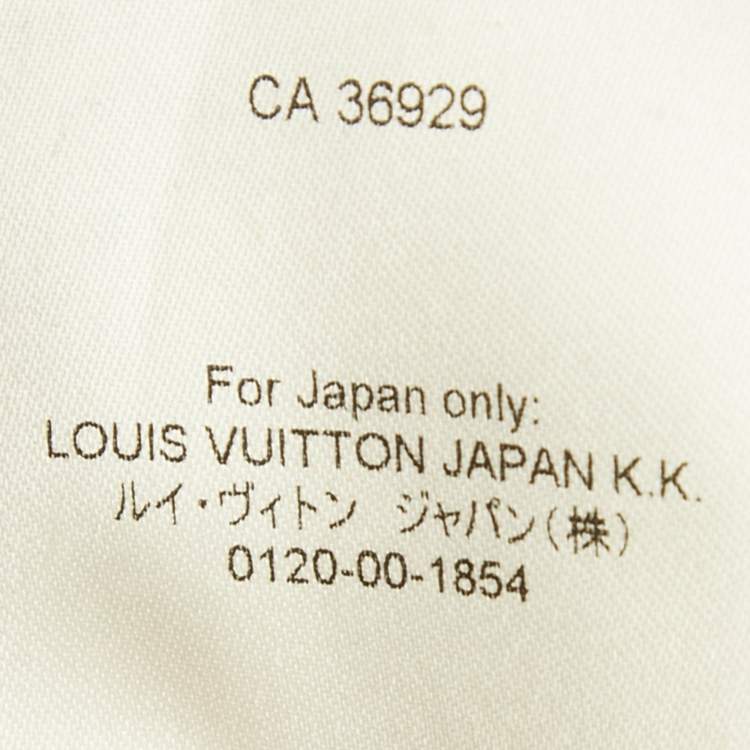 CA 36929
For Japan only:
LOUIS VUITTON JAPAN K.K.
ルイ・ヴィトン　ジャパン(株)
0120-00-1854